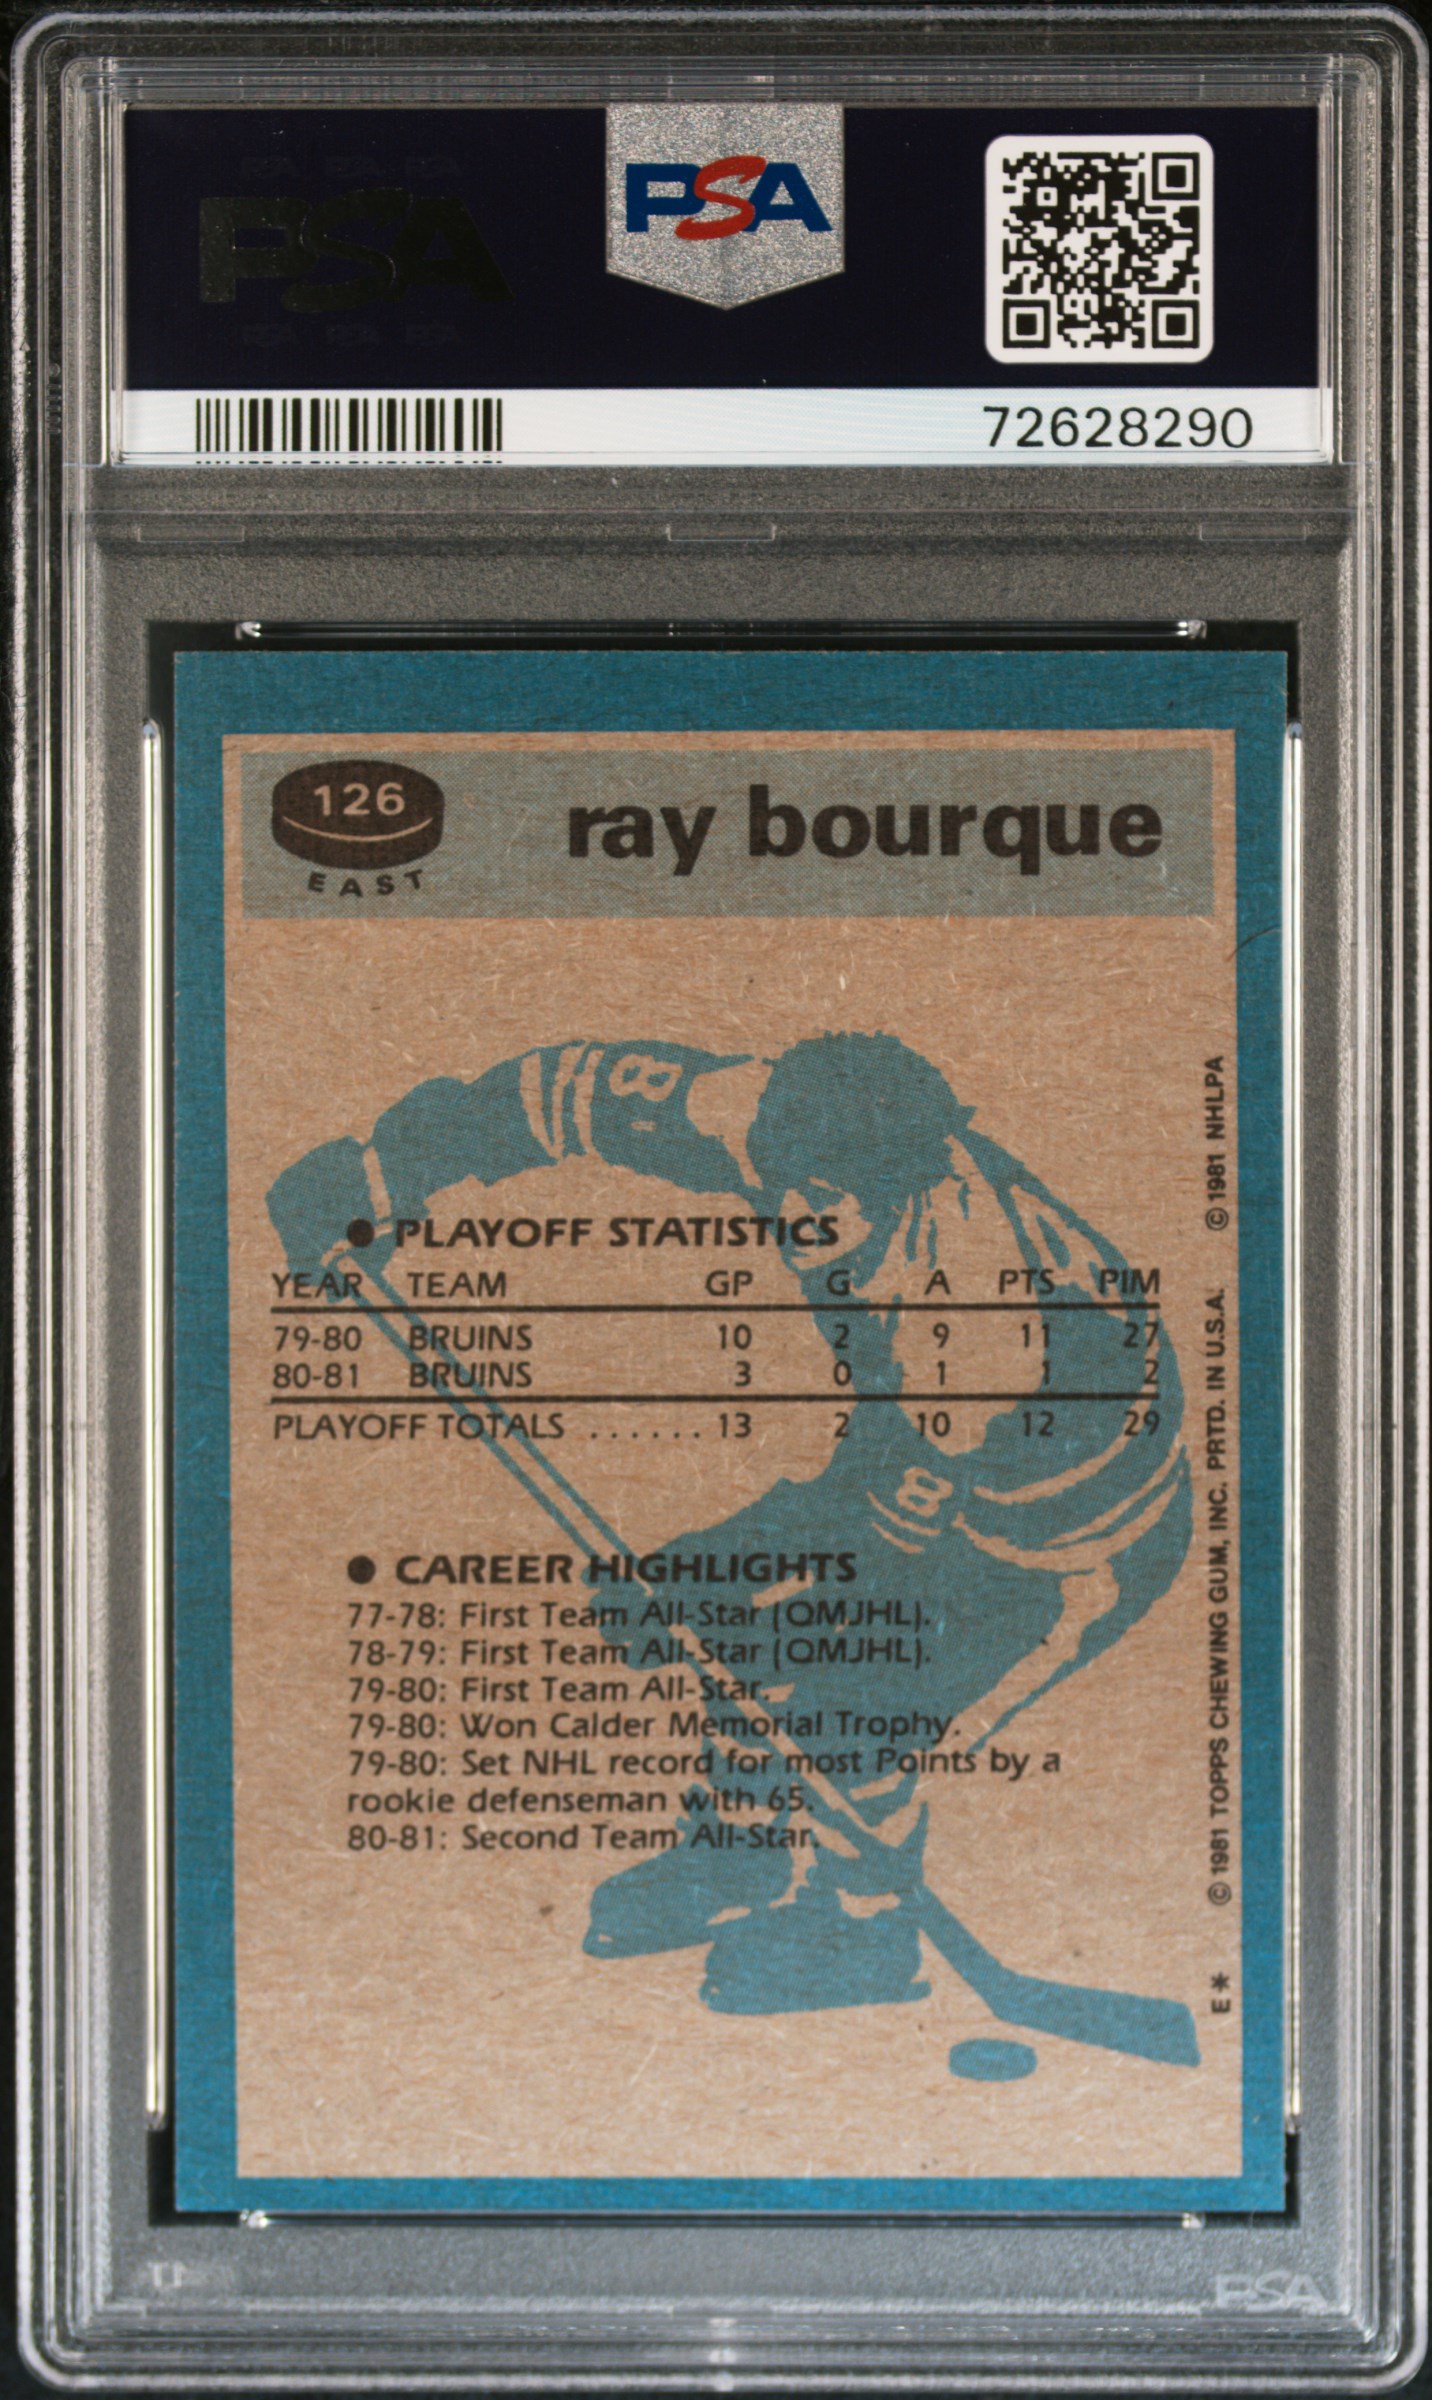 PSA
PSA
72628290
126
EAST
ray bourque
8
● PLAYOFF STATISTICS
YEAR TEAM GP G A PTS PIM
79-80 BRUINS 10 2 9 11 27
80-81 BRUINS 3 0 1 1 2
PLAYOFF TOTALS ...... 13 2 10 12 29
8
● CAREER HIGHLIGHTS
77-78: First Team All-Star (QMJHL).
78-79: First Team All-Star (QMJHL).
79-80: First Team All-Star.
79-80: Won Calder Memorial Trophy.
79-80: Set NHL record for most Points by a
rookie defenseman with 65.
80-81: Second Team All-Star.
E* © 1981 TOPPS CHEWING GUM, INC. PRTD. IN U.S.A. © 1981 NHLPA
PSA